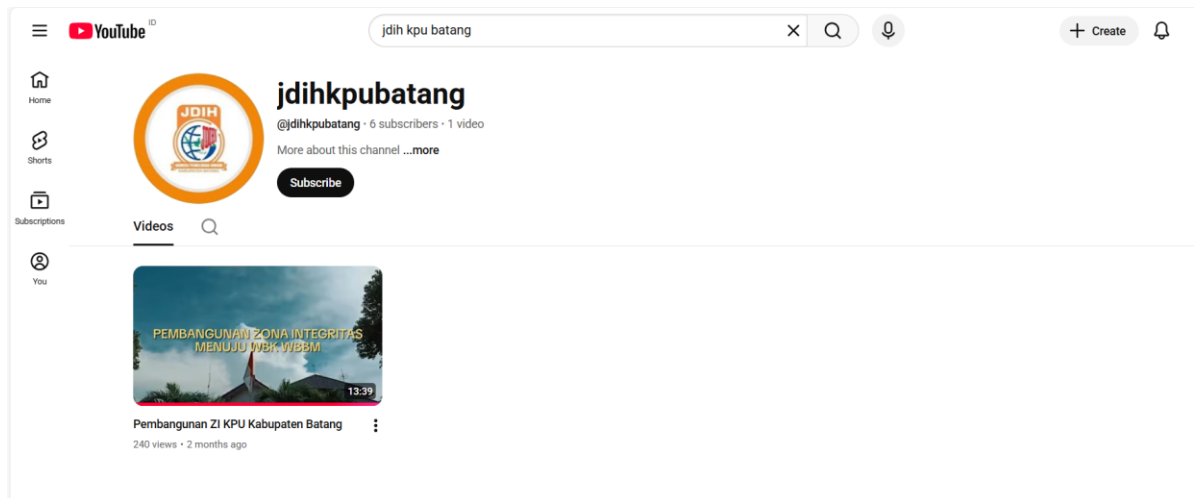 YouTube ID
jdih kpu batang
Create
Home
Shorts
Subscriptions
You
JDIH
jdihkpubatang
@jdihkpubatang · 6 subscribers · 1 video
More about this channel ...more
Subscribe
Videos
PEMBANGUNAN ZONA INTEGRITAS
MENUJU WBK WBBM
13:39
Pembangunan ZI KPU Kabupaten Batang
240 views • 2 months ago